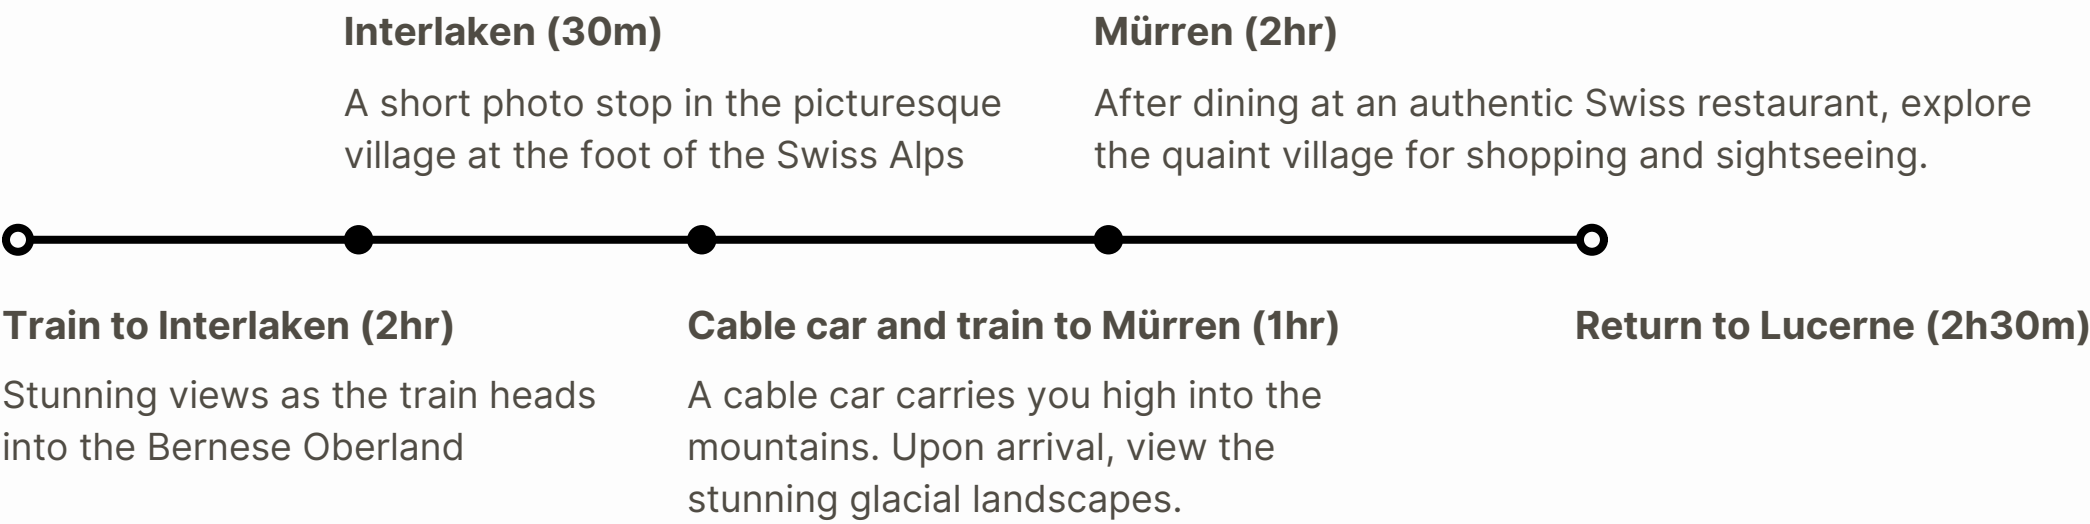 Interlaken (30m)
A short photo stop in the picturesque
village at the foot of the Swiss Alps
Mürren (2hr)
After dining at an authentic Swiss restaurant, explore
the quaint village for shopping and sightseeing.
Train to Interlaken (2hr)
Stunning views as the train heads
into the Bernese Oberland
Cable car and train to Mürren (1hr)
A cable car carries you high into the
mountains. Upon arrival, view the
stunning glacial landscapes.
Return to Lucerne (2h30m)